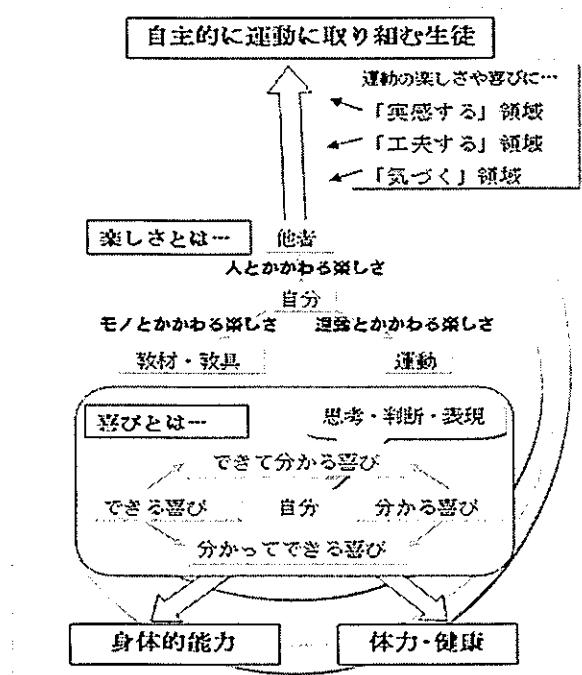 自主的に運動に取り組む生徒
運動の楽しさや喜びに…
「実感する」領域
「工夫する」領域
「気づく」領域
楽しさとは…
他者
人とかかわる楽しさ
自分
モノとかかわる楽しさ
運動とかかわる楽しさ
教材・教具
運動
喜びとは…
思考・判断・表現
できて分かる喜び
できる喜び
自分
分かる喜び
分かってできる喜び
身体的能力
体力・健康